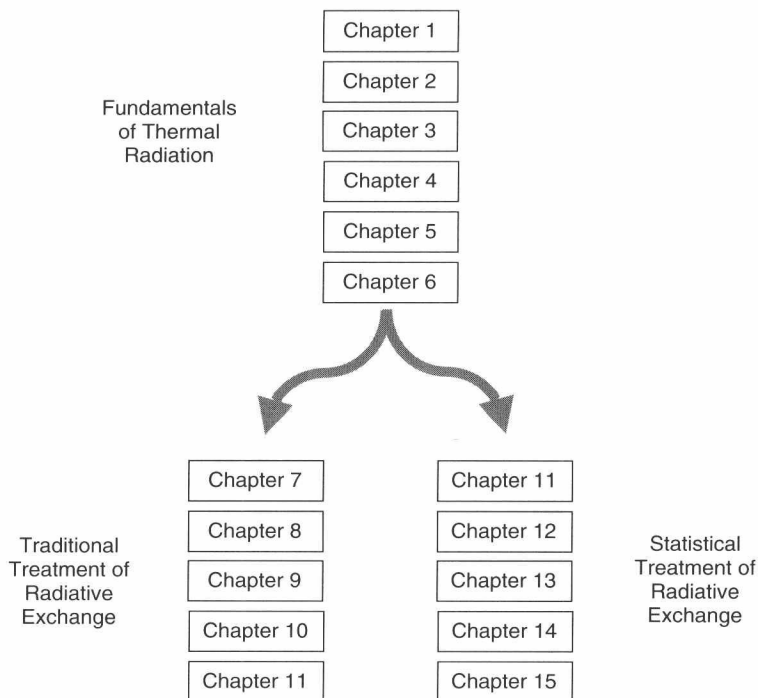 Chapter 1
Chapter 2
Fundamentals
of Thermal
Radiation
Chapter 3
Chapter 4
Chapter 5
Chapter 6
Chapter 7
Chapter 8
Traditional
Treatment of
Radiative
Exchange
Chapter 9
Chapter 10
Chapter 11
Chapter 11
Chapter 12
Chapter 13
Chapter 14
Chapter 15
Statistical
Treatment of
Radiative
Exchange